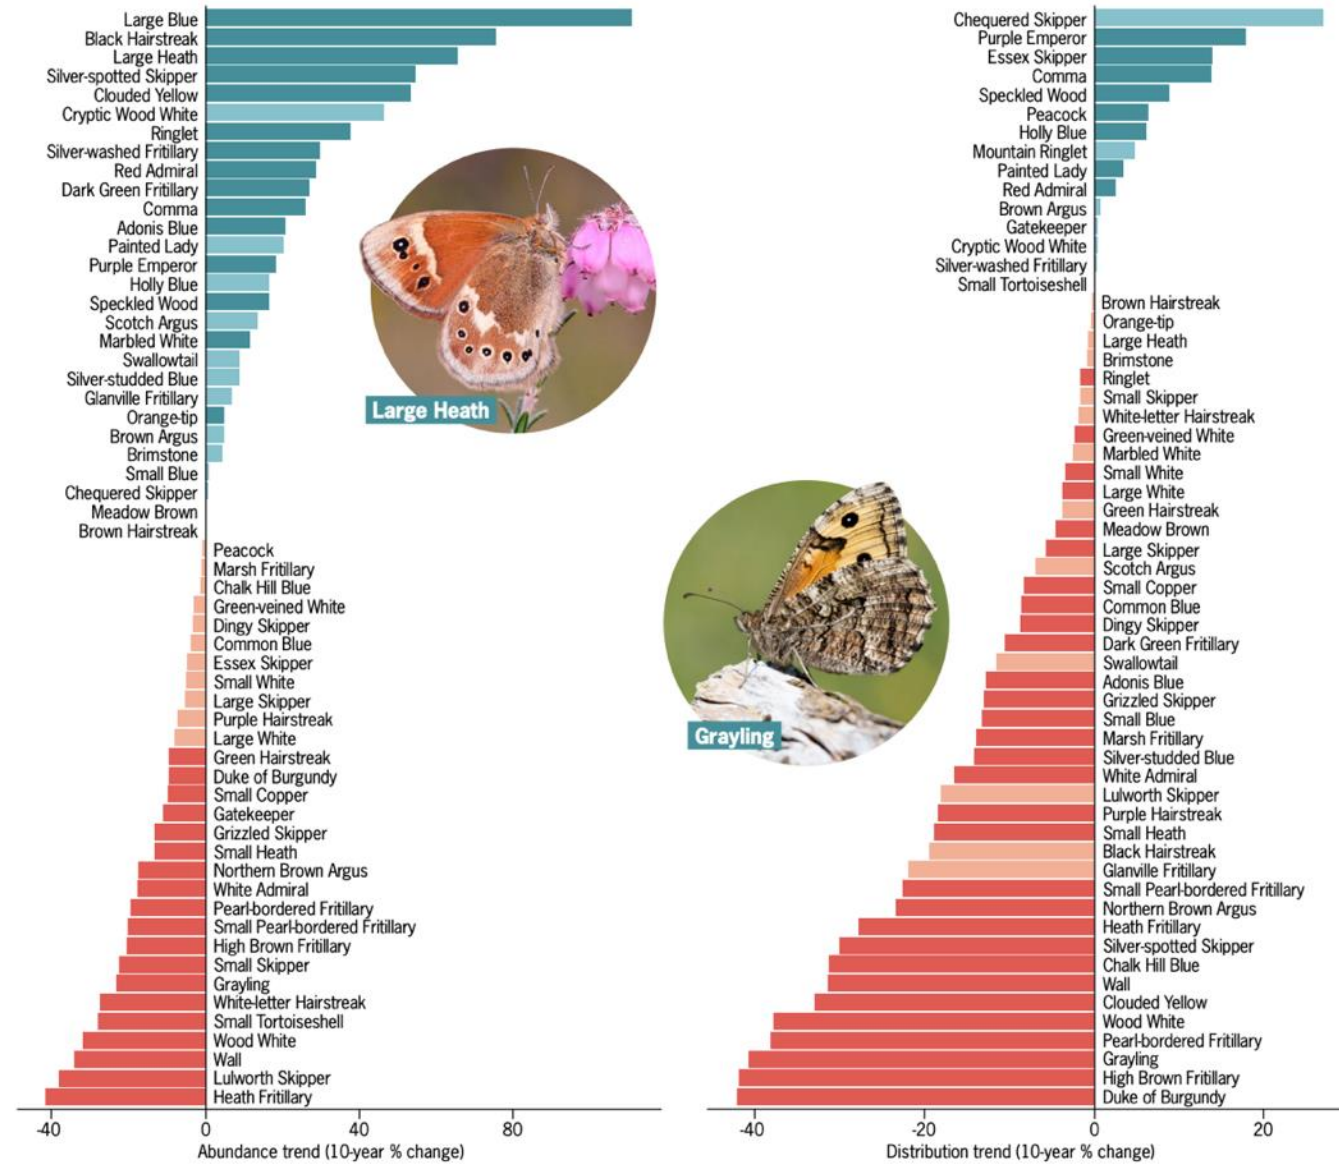 Large Blue
Black Hairstreak
Large Heath
Silver-spotted Skipper
Clouded Yellow
Cryptic Wood White
Ringlet
Silver-washed Fritillary
Red Admiral
Dark Green Fritillary
Comma
Adonis Blue
Painted Lady
Purple Emperor
Holly Blue
Speckled Wood
Scotch Argus
Marbled White
Swallowtail
Silver-studded Blue
Glanville Fritillary
Orange-tip
Brown Argus
Brimstone
Small Blue
Chequered Skipper
Meadow Brown
Brown Hairstreak
Peacock
Marsh Fritillary
Chalk Hill Blue
Green-veined White
Dingy Skipper
Common Blue
Essex Skipper
Small White
Large Skipper
Purple Hairstreak
Large White
Green Hairstreak
Duke of Burgundy
Small Copper
Gatekeeper
Grizzled Skipper
Small Heath
Northern Brown Argus
White Admiral
Pearl-bordered Fritillary
Small Pearl-bordered Fritillary
High Brown Fritillary
Small Skipper
Grayling
White-letter Hairstreak
Small Tortoiseshell
Wood White
Wall
Lulworth Skipper
Heath Fritillary
-40 0 40 80
Abundance trend (10-year % change)
Large Heath
Grayling
Chequered Skipper
Purple Emperor
Essex Skipper
Comma
Speckled Wood
Peacock
Holly Blue
Mountain Ringlet
Painted Lady
Red Admiral
Brown Argus
Gatekeeper
Cryptic Wood White
Silver-washed Fritillary
Small Tortoiseshell
Brown Hairstreak
Orange-tip
Large Heath
Brimstone
Ringlet
Small Skipper
White-letter Hairstreak
Green-veined White
Marbled White
Small White
Large White
Green Hairstreak
Meadow Brown
Large Skipper
Scotch Argus
Small Copper
Common Blue
Dingy Skipper
Dark Green Fritillary
Swallowtail
Adonis Blue
Grizzled Skipper
Small Blue
Marsh Fritillary
Silver-studded Blue
White Admiral
Lulworth Skipper
Purple Hairstreak
Small Heath
Black Hairstreak
Glanville Fritillary
Small Pearl-bordered Fritillary
Northern Brown Argus
Heath Fritillary
Silver-spotted Skipper
Chalk Hill Blue
Wall
Clouded Yellow
Wood White
Pearl-bordered Fritillary
Grayling
High Brown Fritillary
Duke of Burgundy
-40 -20 0 20
Distribution trend (10-year % change)